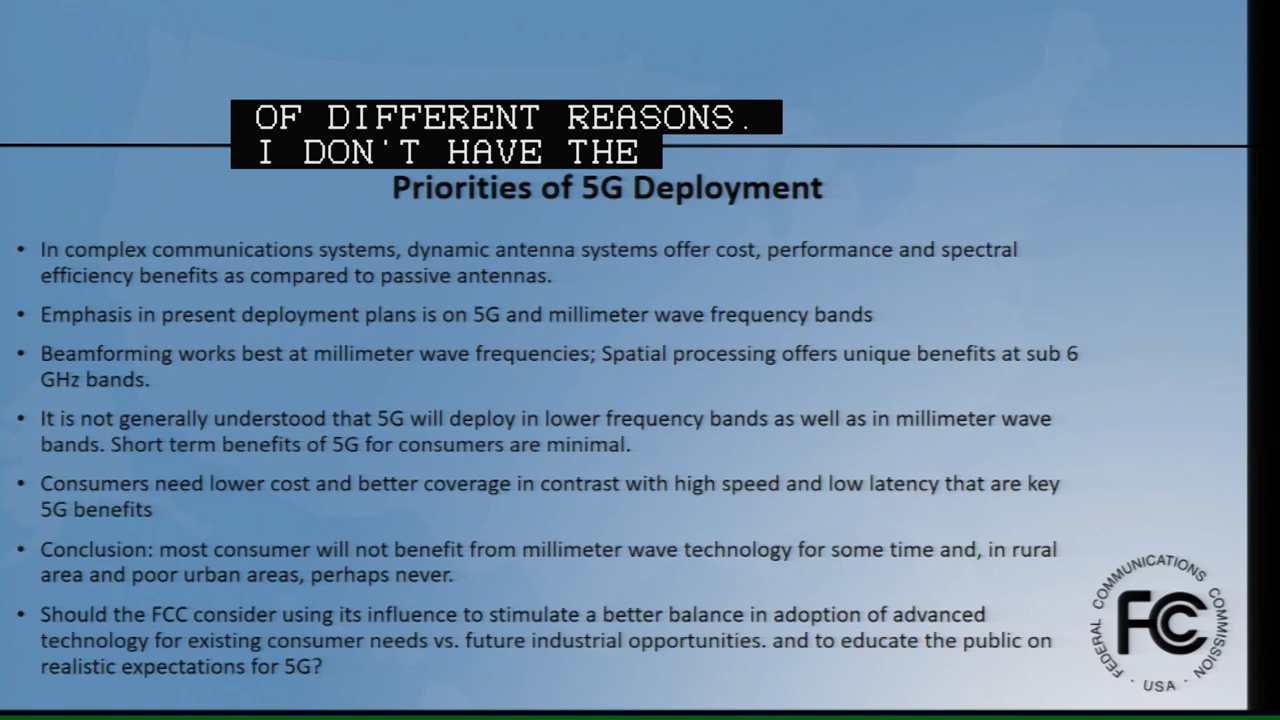 OF DIFFERENT REASONS.
I DON'T HAVE THE
Priorities of 5G Deployment
• In complex communications systems, dynamic antenna systems offer cost, performance and spectral
efficiency benefits as compared to passive antennas.
• Emphasis in present deployment plans is on 5G and millimeter wave frequency bands
• Beamforming works best at millimeter wave frequencies; Spatial processing offers unique benefits at sub 6
GHz bands.
• It is not generally understood that 5G will deploy in lower frequency bands as well as in millimeter wave
bands. Short term benefits of 5G for consumers are minimal.
• Consumers need lower cost and better coverage in contrast with high speed and low latency that are key
5G benefits
• Conclusion: most consumer will not benefit from millimeter wave technology for some time and, in rural
area and poor urban areas, perhaps never.
• Should the FCC consider using its influence to stimulate a better balance in adoption of advanced
technology for existing consumer needs vs. future industrial opportunities. and to educate the public on
realistic expectations for 5G?
FEDERAL COMMUNICATIONS COMMISSION
FCC
· USA ·